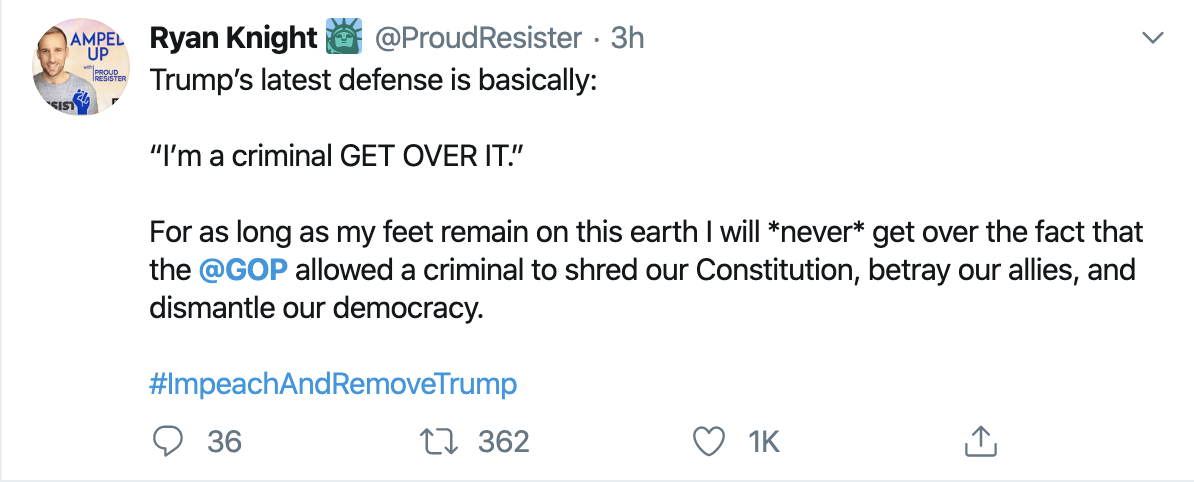 AMPED
UP
with PROUD
RESISTER
SIST
Ryan Knight @ProudResister · 3h
Trump’s latest defense is basically:
“I’m a criminal GET OVER IT.”
For as long as my feet remain on this earth I will *never* get over the fact that
the @GOP allowed a criminal to shred our Constitution, betray our allies, and
dismantle our democracy.
#ImpeachAndRemoveTrump
36 362 1K